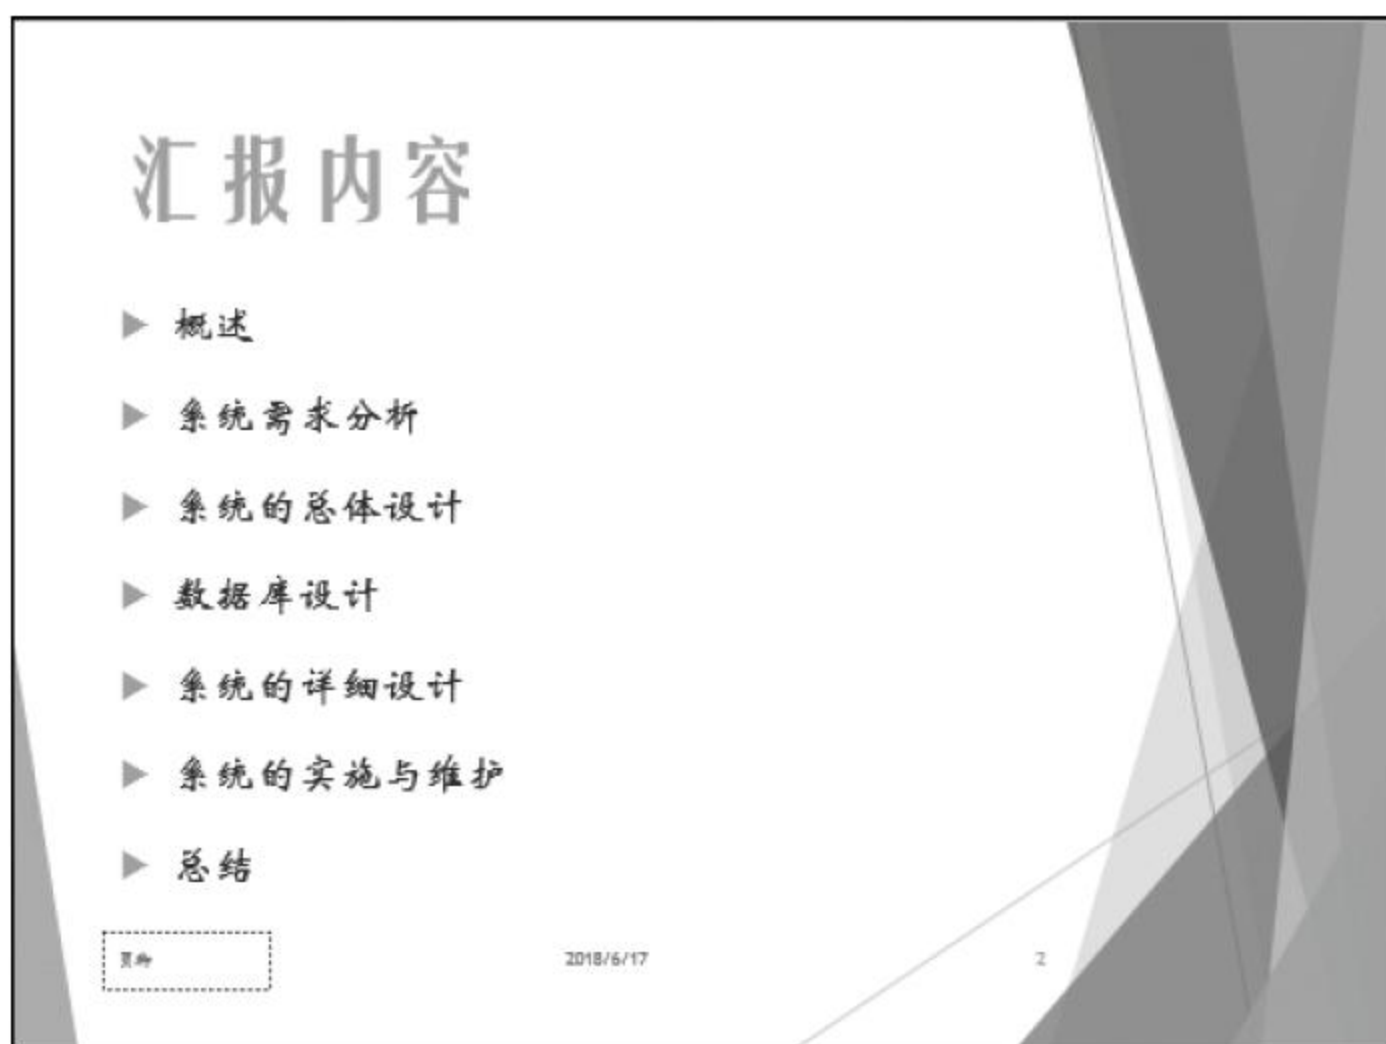 汇报内容
概述
系统需求分析
系统的总体设计
数据库设计
系统的详细设计
系统的实施与维护
总结
页脚 2018/6/17 2